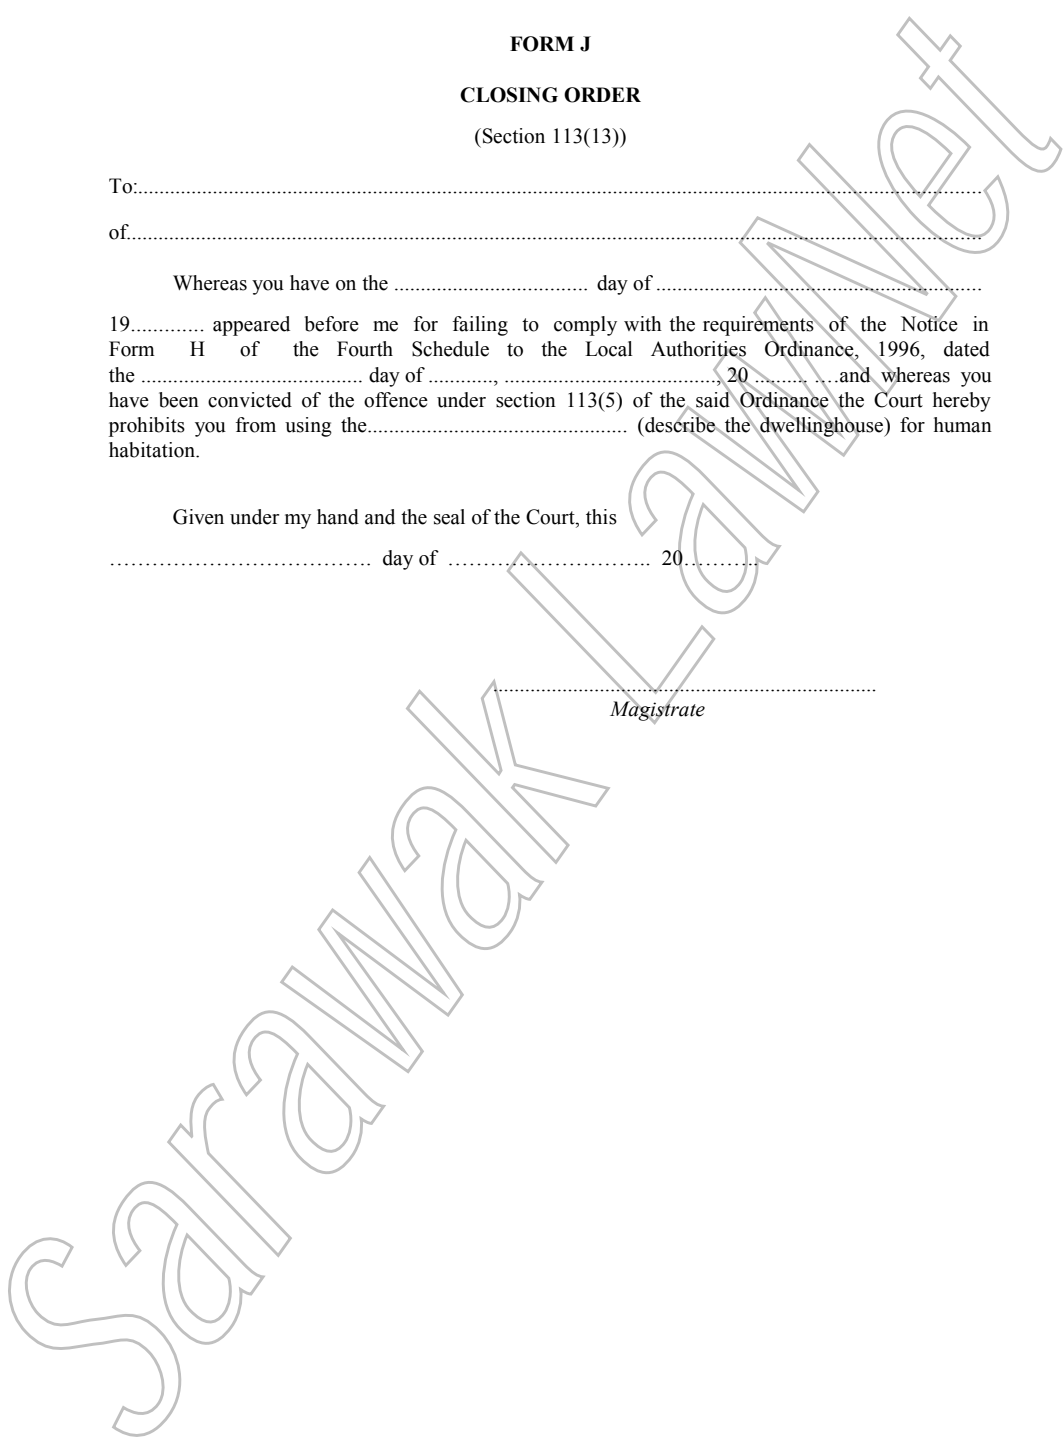 FORM J
CLOSING ORDER
(Section 113(13))
To:................................................................................................................................................................
of.................................................................................................................................................................
Whereas you have on the .................................... day of .............................................................
19............. appeared before me for failing to comply with the requirements of the Notice in
Form H of the Fourth Schedule to the Local Authorities Ordinance, 1996, dated
the .......................................... day of ............, ........................................, 20 .......... ….and whereas you
have been convicted of the offence under section 113(5) of the said Ordinance the Court hereby
prohibits you from using the................................................. (describe the dwellinghouse) for human
habitation.
Given under my hand and the seal of the Court, this
………………………………. day of ……………………….. 20………..
........................................................................
Magistrate
Sarawak LawNet